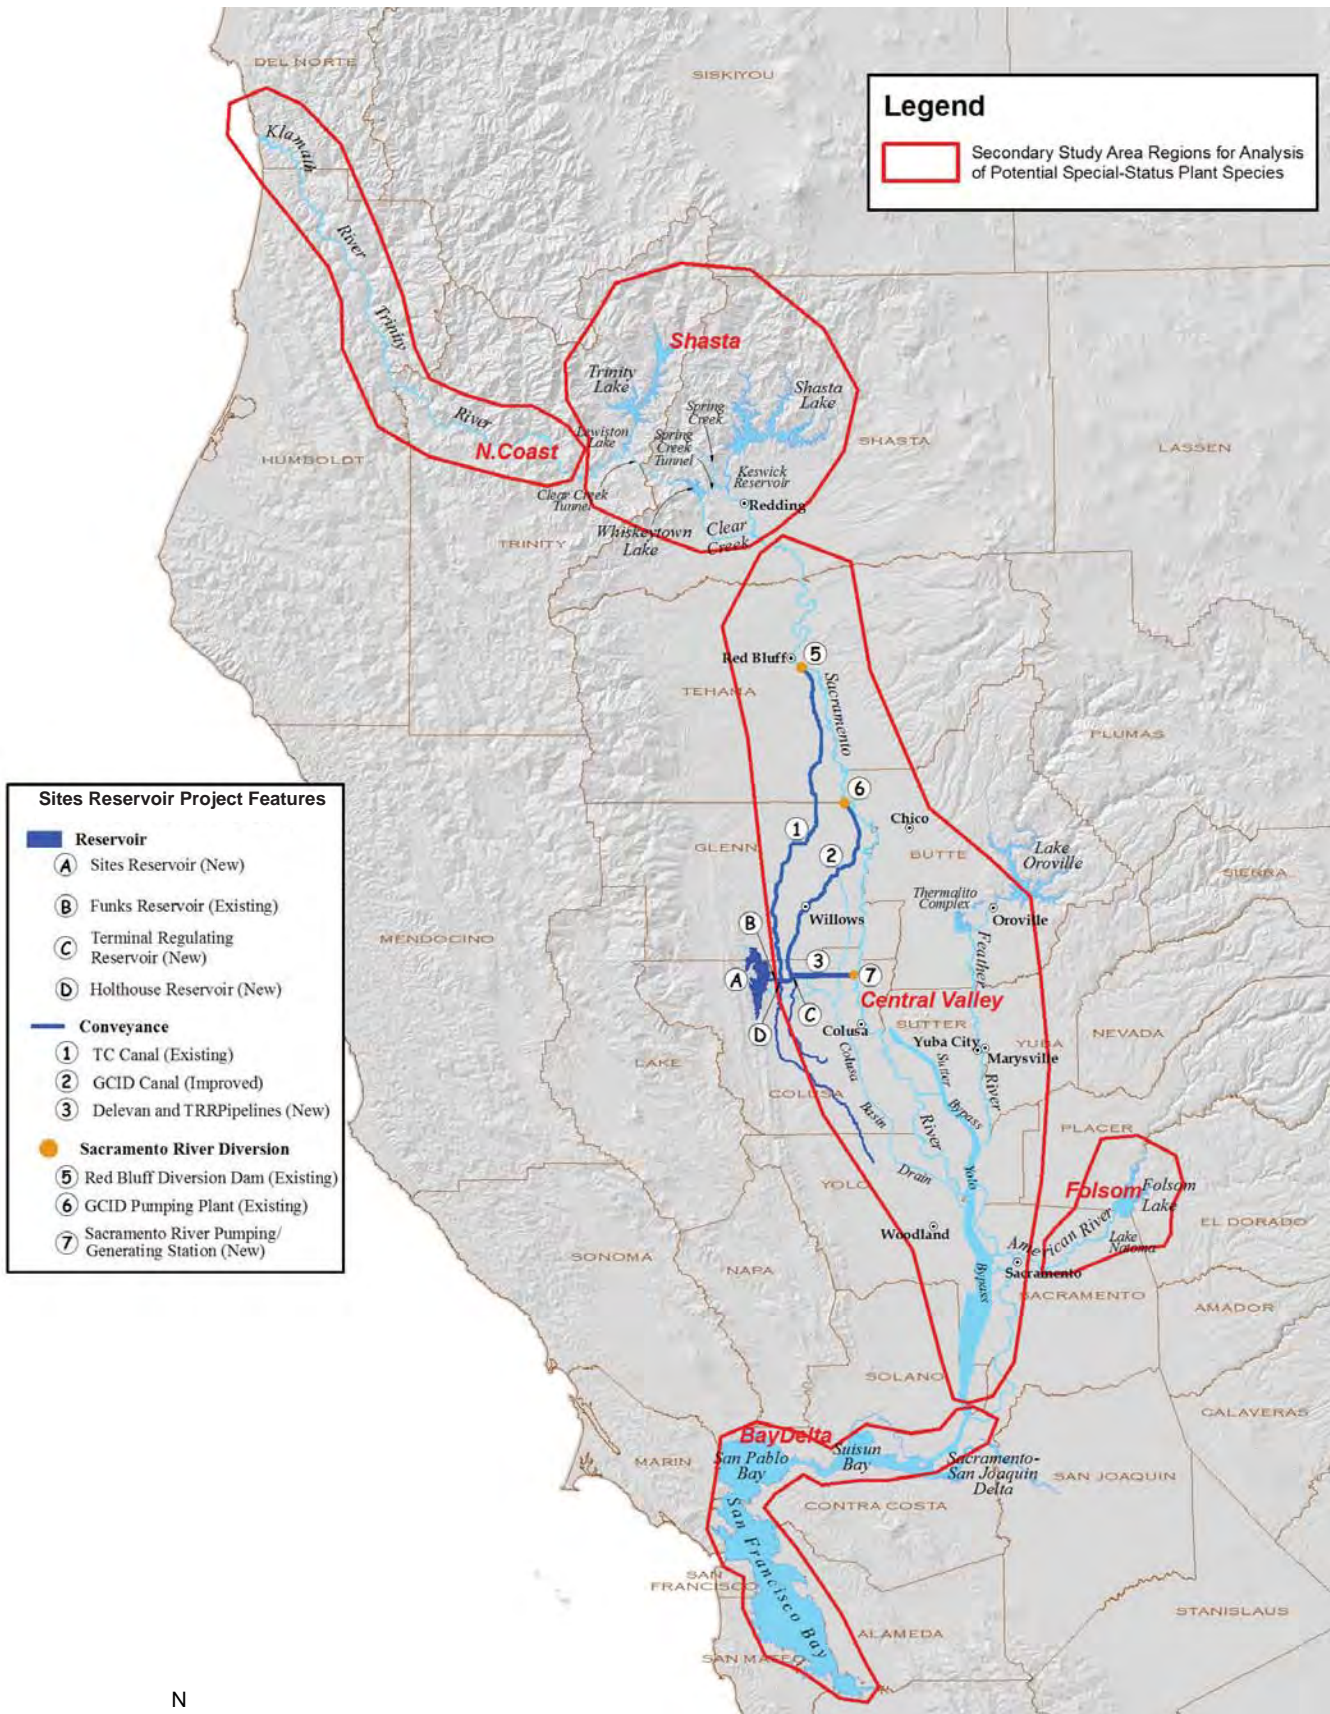 DEL NORTE
SISKIYOU
Legend
Secondary Study Area Regions for Analysis
of Potential Special-Status Plant Species
Klamath
River
Trinity
River
N.Coast
HUMBOLDT
TRINITY
Shasta
Trinity
Lake
Shasta
Lake
Spring
Creek
Lewiston
Lake
Spring
Creek
Tunnel
Keswick
Reservoir
Redding
Clear Creek
Tunnel
Whiskeytown
Lake
Clear
Creek
SHASTA
LASSEN
Red Bluff
5
TEHAMA
Sacramento
PLUMAS
6
1
2
Chico
GLENN
BUTTE
Lake
Oroville
SIERRA
Thermalito
Complex
Oroville
Willows
Feather
River
B
A
3
7
Central Valley
C
D
Colusa
SUTTER
Yuba City
YUBA
Marysville
NEVADA
MENDOCINO
LAKE
COLUSA
Colusa
Basin
Drain
Sutter
Bypass
River
PLACER
YOLO
Yolo
Bypass
Woodland
Folsom
Folsom
Lake
American River
Lake
Natoma
EL DORADO
Sacramento
SACRAMENTO
AMADOR
SONOMA
NAPA
SOLANO
CALAVERAS
BayDelta
San Pablo
Bay
Suisun
Bay
Sacramento-
San Joaquin
Delta
SAN JOAQUIN
MARIN
CONTRA COSTA
San Francisco Bay
SAN
FRANCISCO
ALAMEDA
SAN MATEO
STANISLAUS
Sites Reservoir Project Features
Reservoir
A Sites Reservoir (New)
B Funks Reservoir (Existing)
C Terminal Regulating
Reservoir (New)
D Holthouse Reservoir (New)
Conveyance
1 TC Canal (Existing)
2 GCID Canal (Improved)
3 Delevan and TRRPipelines (New)
Sacramento River Diversion
5 Red Bluff Diversion Dam (Existing)
6 GCID Pumping Plant (Existing)
7 Sacramento River Pumping/
Generating Station (New)
N